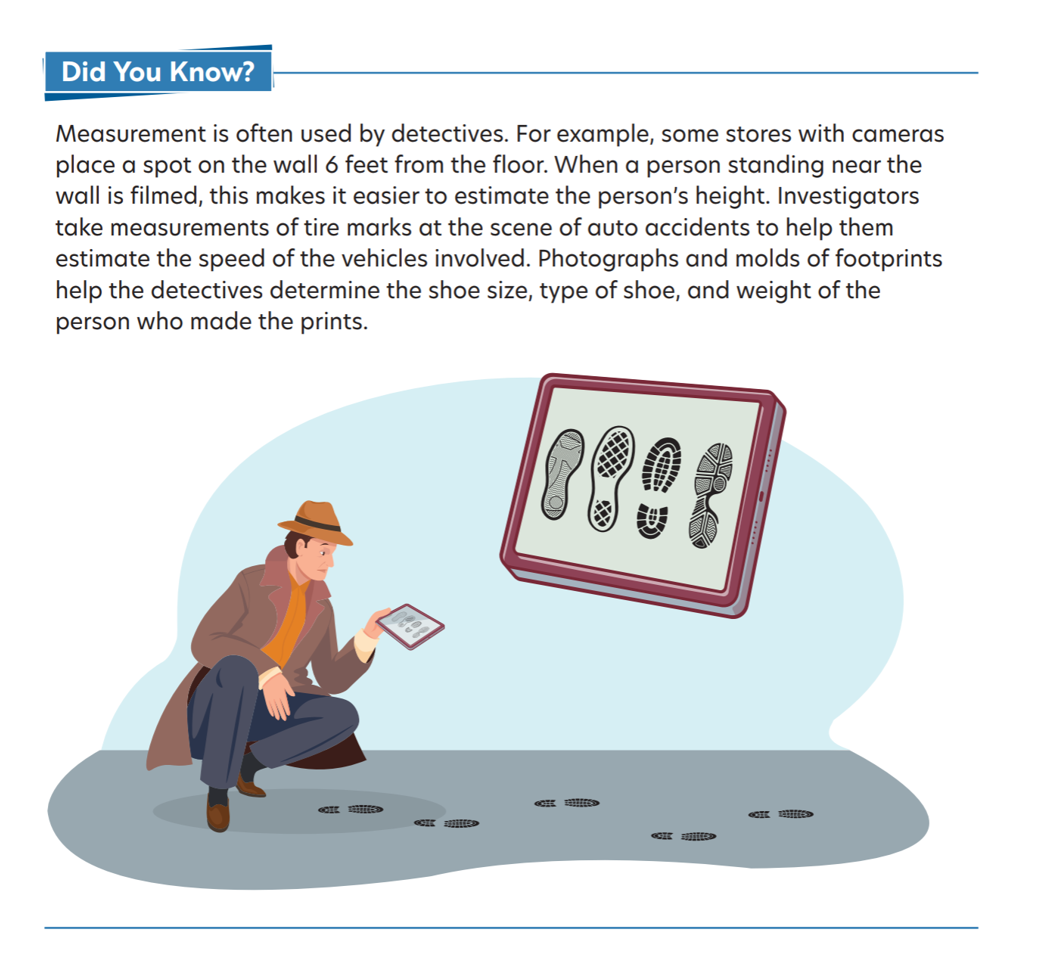 Did You Know?
Measurement is often used by detectives. For example, some stores with cameras
place a spot on the wall 6 feet from the floor. When a person standing near the
wall is filmed, this makes it easier to estimate the person’s height. Investigators
take measurements of tire marks at the scene of auto accidents to help them
estimate the speed of the vehicles involved. Photographs and molds of footprints
help the detectives determine the shoe size, type of shoe, and weight of the
person who made the prints.